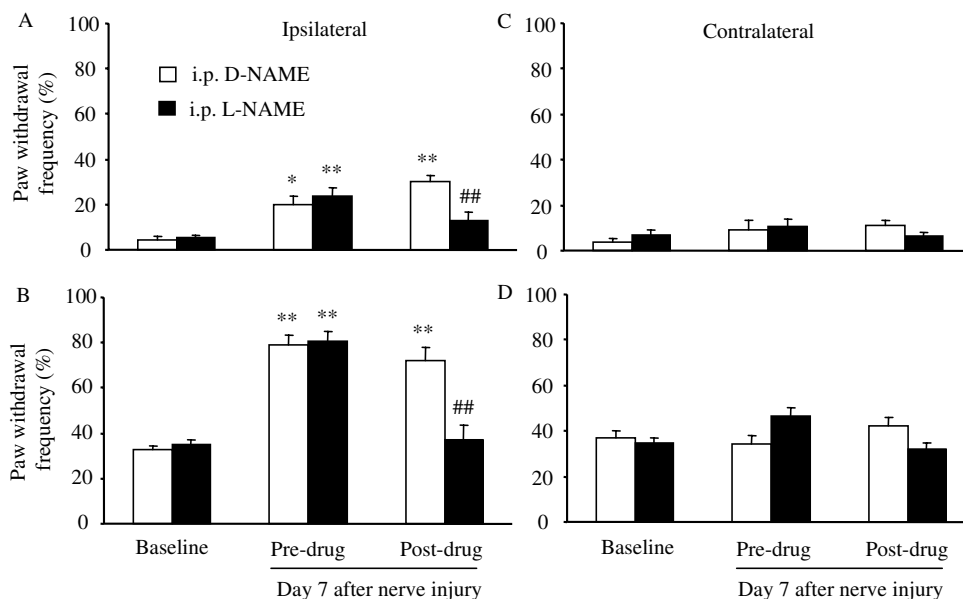 A
Ipsilateral
i.p. D-NAME
i.p. L-NAME
Paw withdrawal
frequency (%)
100
80
60
40
20
0
*
**
**
##
C
Contralateral
100
80
60
40
20
0
B
Paw withdrawal
frequency (%)
100
80
60
40
20
0
**
**
**
##
Baseline
Pre-drug
Post-drug
Day 7 after nerve injury
D
100
80
60
40
20
0
Baseline
Pre-drug
Post-drug
Day 7 after nerve injury